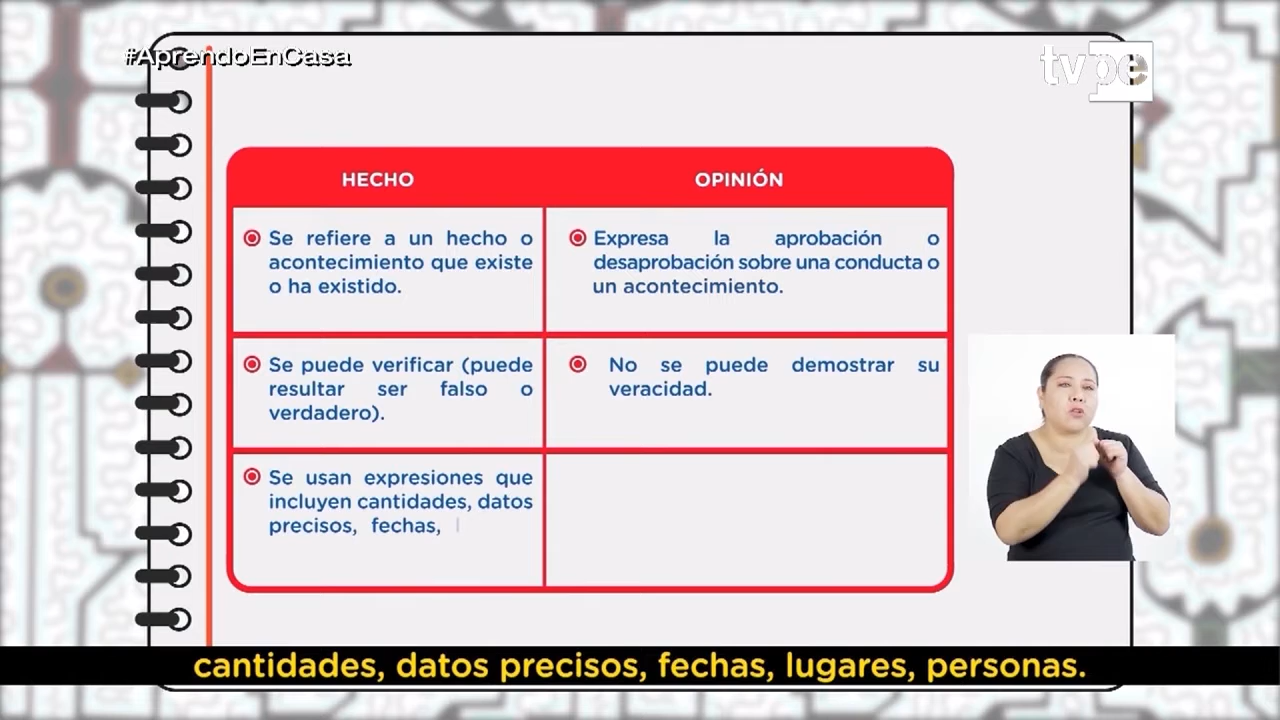 #AprendoEnCasa
tvpe
HECHO
OPINIÓN
Se refiere a un hecho o
acontecimiento que existe
o ha existido.
Expresa la aprobación o
desaprobación sobre una conducta o
un acontecimiento.
Se puede verificar (puede
resultar ser falso o
verdadero).
No se puede demostrar su
veracidad.
Se usan expresiones que
incluyen cantidades, datos
precisos, fechas,
cantidades, datos precisos, fechas, lugares, personas.